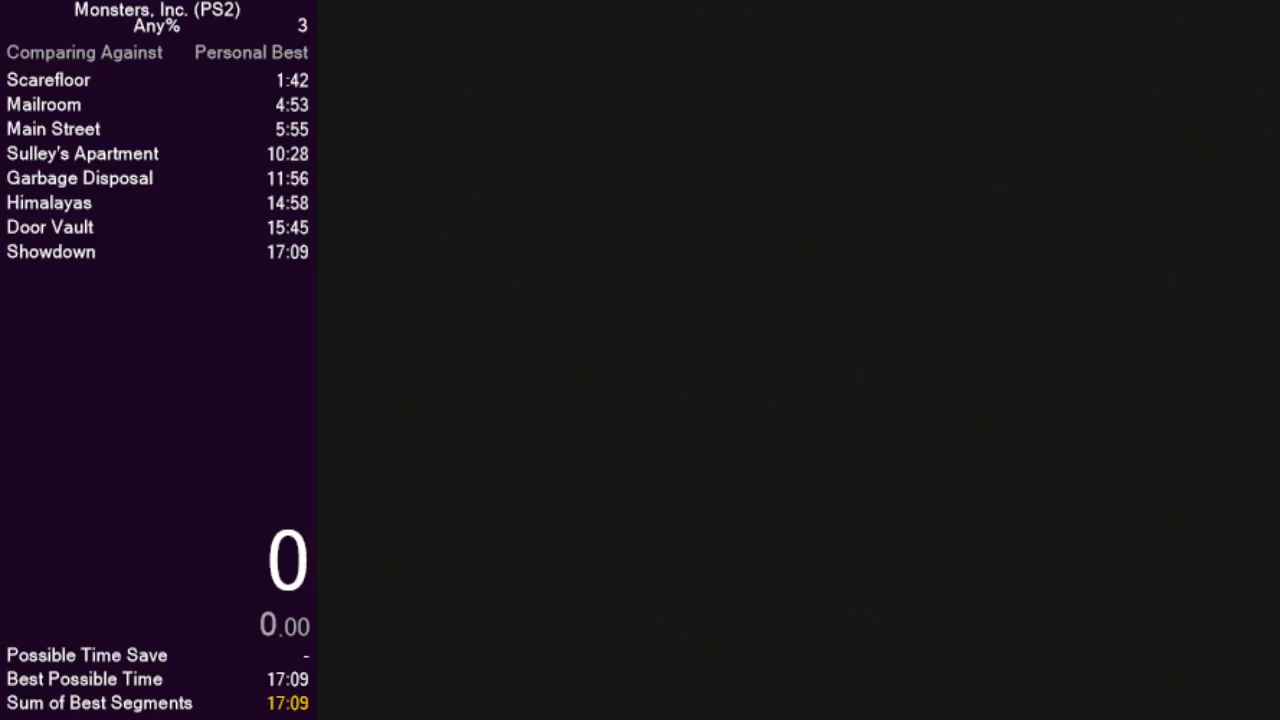 Monsters, Inc. (PS2)
Any% 3
Comparing Against Personal Best
Scarefloor 1:42
Mailroom 4:53
Main Street 5:55
Sulley's Apartment 10:28
Garbage Disposal 11:56
Himalayas 14:58
Door Vault 15:45
Showdown 17:09
0
0.00
Possible Time Save -
Best Possible Time 17:09
Sum of Best Segments 17:09